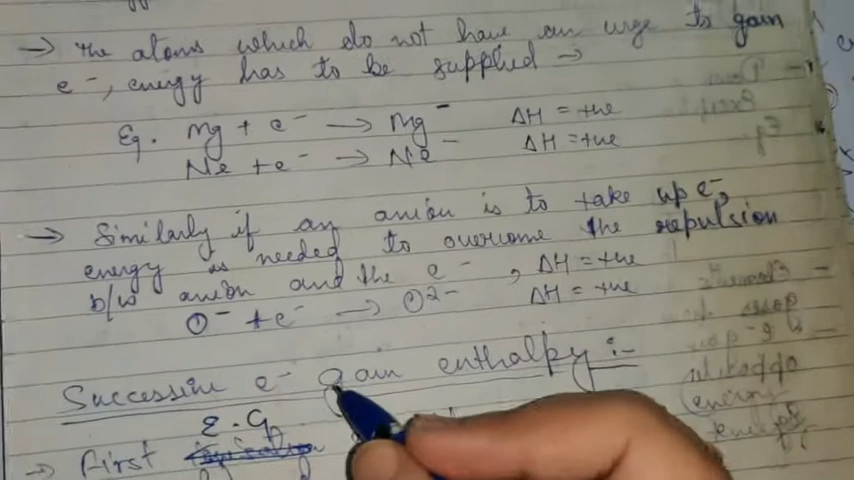 → The atoms which do not have an urge to gain
e⁻, energy has to be supplied →
Eg. Mg + e⁻ → Mg⁻ ΔH = +ve
Ne + e⁻ → Ne⁻ ΔH = +ve
→ Similarly if an anion is to take up e⁻,
energy is needed to overcome the repulsion
b/w anion and the e⁻, ΔH = +ve
O⁻ + e⁻ → O²⁻ ΔH = +ve
Successive e⁻ gain enthalpy :-
E.G
→ First